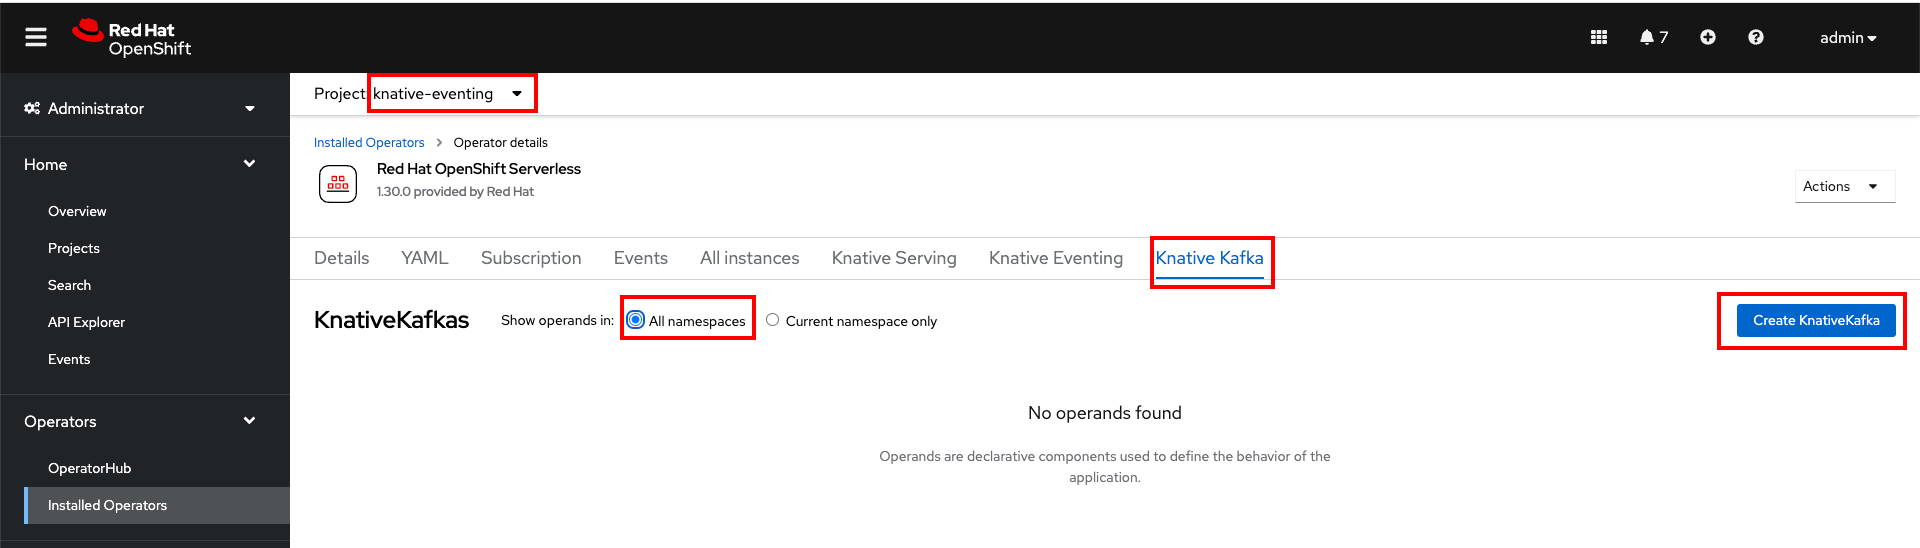 Red Hat
OpenShift
7
admin
Administrator
Project: knative-eventing
Installed Operators > Operator details
Red Hat OpenShift Serverless
1.30.0 provided by Red Hat
Actions
Home
Overview
Projects
Search
API Explorer
Events
Operators
OperatorHub
Installed Operators
Details YAML Subscription Events All instances Knative Serving Knative Eventing Knative Kafka
KnativeKafkas Show operands in: All namespaces Current namespace only Create KnativeKafka
No operands found
Operands are declarative components used to define the behavior of the
application.